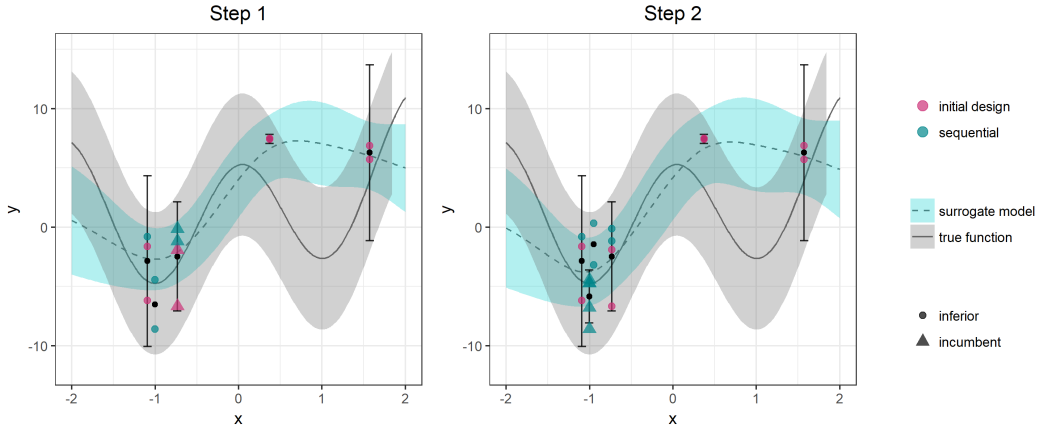 Step 1
Step 2
y
10
0
-10
-2
-1
0
1
2
x
y
10
0
-10
-2
-1
0
1
2
x
initial design
sequential
surrogate model
true function
inferior
incumbent